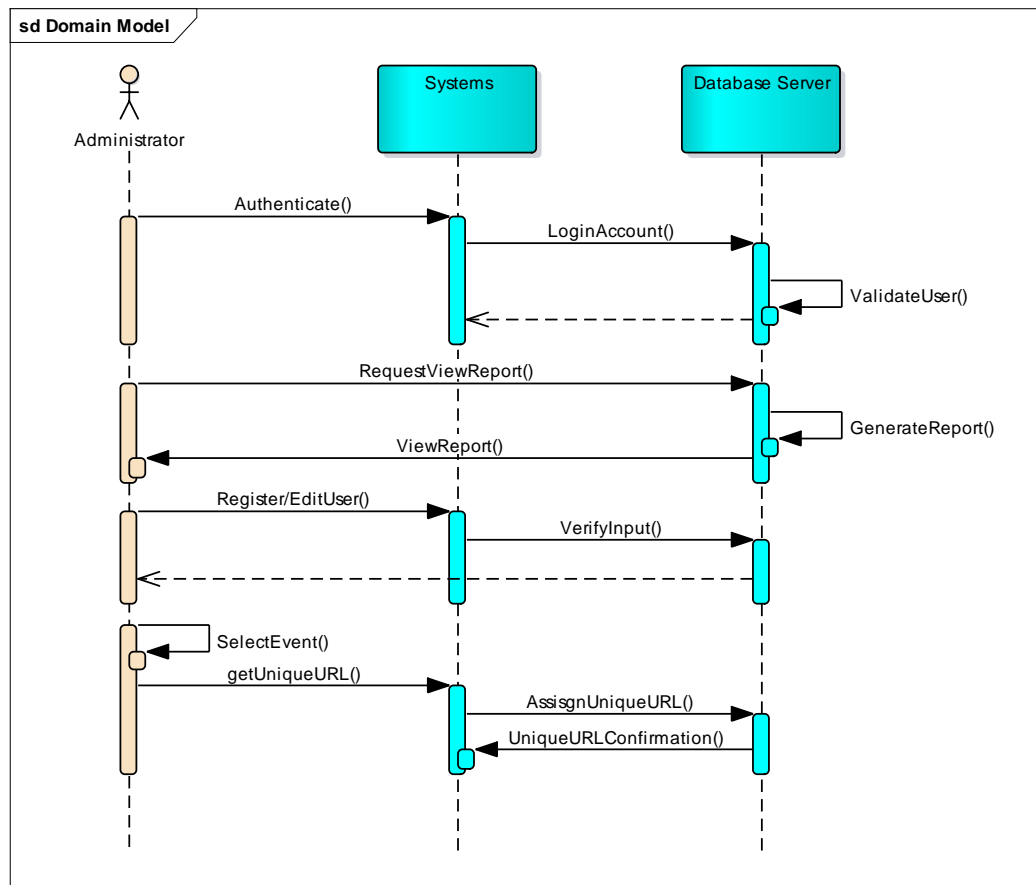 sd Domain Model
Systems
Database Server
Administrator
Authenticate()
LoginAccount()
ValidateUser()
RequestViewReport()
GenerateReport()
ViewReport()
Register/EditUser()
VerifyInput()
SelectEvent()
getUniqueURL()
AssisgnUniqueURL()
UniqueURLConfirmation()